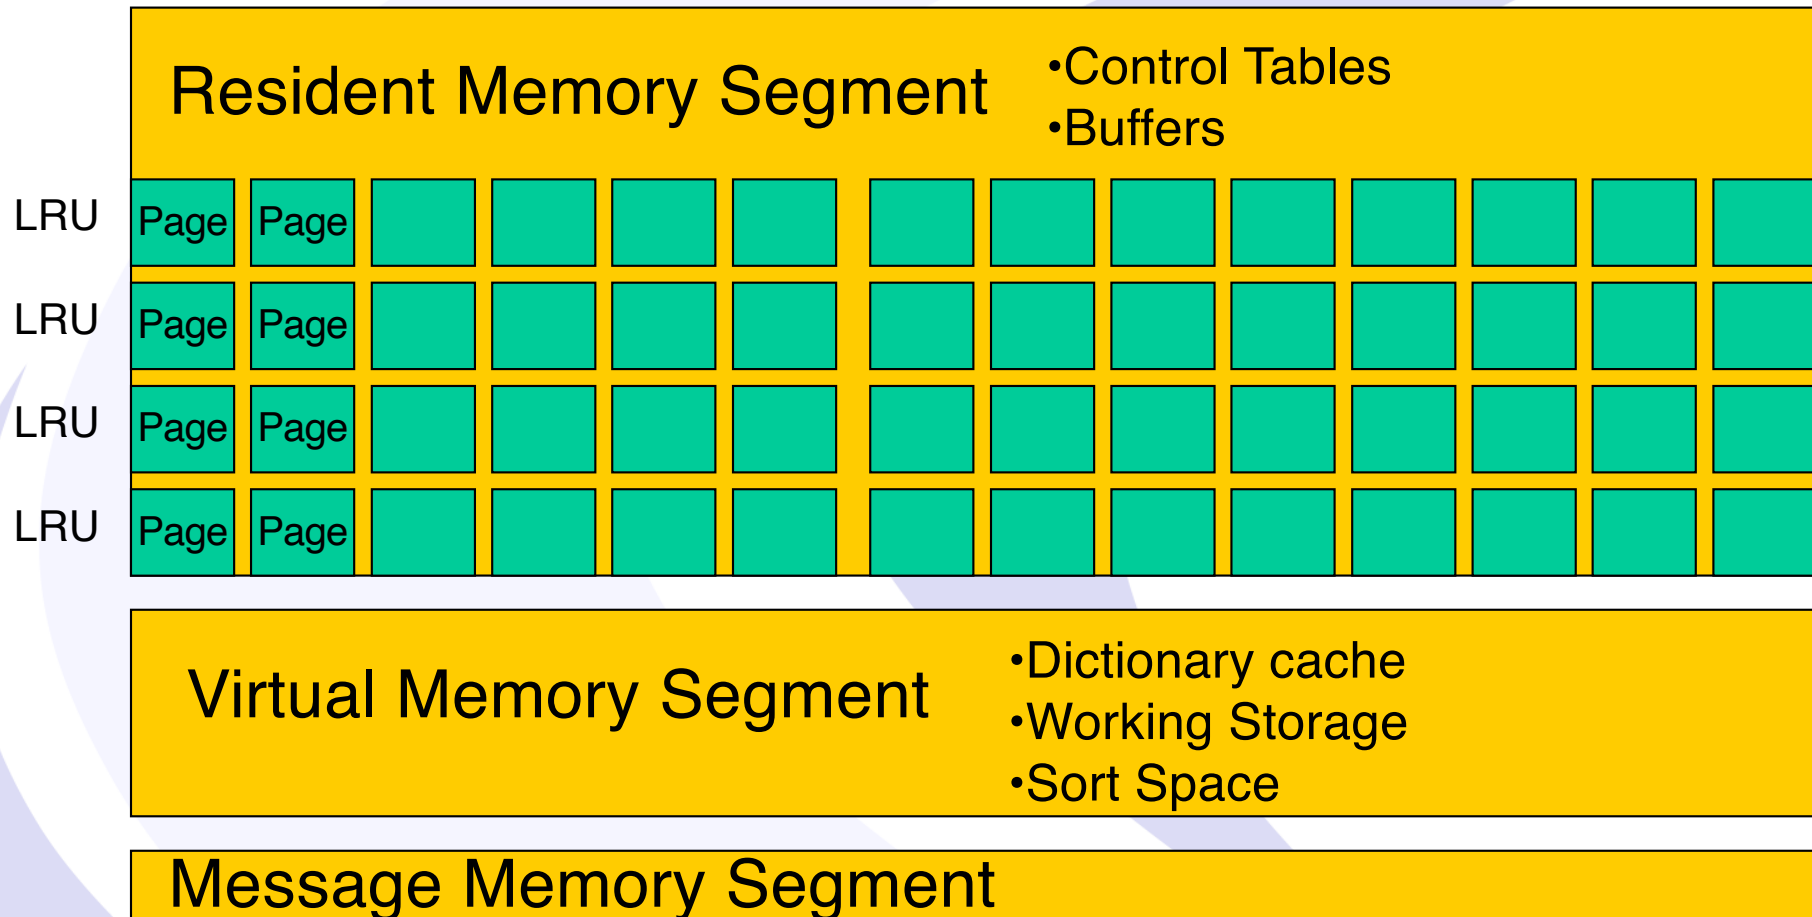 Resident Memory Segment
•Control Tables
•Buffers
LRU Page Page
LRU Page Page
LRU Page Page
LRU Page Page
Virtual Memory Segment
•Dictionary cache
•Working Storage
•Sort Space
Message Memory Segment